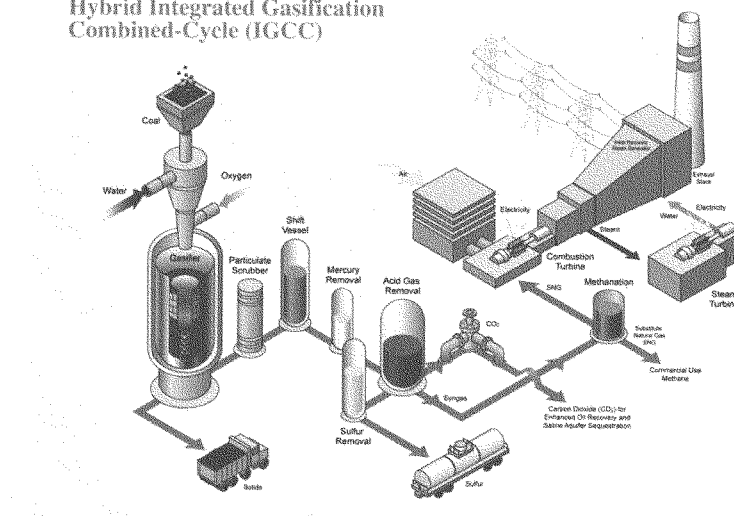 Hybrid Integrated Gasification
Combined-Cycle (IGCC)
Coal
Water
Oxygen
Gasifier
Particulate
Scrubber
Shift
Vessel
Mercury
Removal
Acid Gas
Removal
Sulfur
Removal
Solids
Sulfur
Syngas
CO₂
Air
Electricity
Combustion
Turbine
Steam
Heat Recovery
Steam Generator
Exhaust
Stack
Water
Electricity
Steam
Turbin
SNG
Methanation
Substitute
Natural Gas
SNG
Commercial Use
Methane
Carbon Dioxide (CO₂) for
Enhanced Oil Recovery and
Saline Aquifer Sequestration